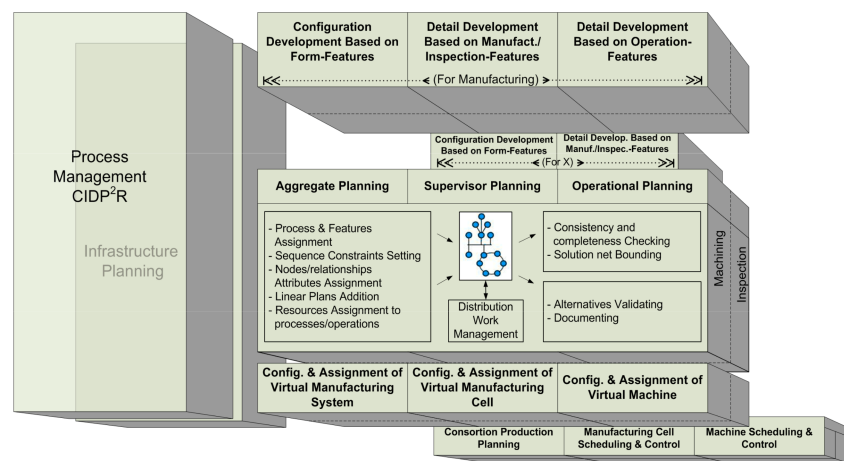 Process
Management
CIDP²R
Infrastructure
Planning
Configuration
Development Based on
Form-Features
Detail Development
Based on Manufact./
Inspection-Features
Detail Development
Based on Operation-
Features
(For Manufacturing)
Configuration Development
Based on Form-Features
Detail Develop. Based on
Manuf./Inspec.-Features
(For X)
Aggregate Planning
Supervisor Planning
Operational Planning
- Process & Features
Assignment
- Sequence Constraints Setting
- Nodes/relationships
Attributes Assignment
- Linear Plans Addition
- Resources Assignment to
processes/operations
Distribution
Work
Management
- Consistency and
completeness Checking
- Solution net Bounding
- Alternatives Validating
- Documenting
Machining
Inspection
Config. & Assignment of
Virtual Manufacturing
System
Config. & Assignment of
Virtual Manufacturing
Cell
Config. & Assignment of
Virtual Machine
Consortion Production
Planning
Manufacturing Cell
Scheduling & Control
Machine Scheduling &
Control